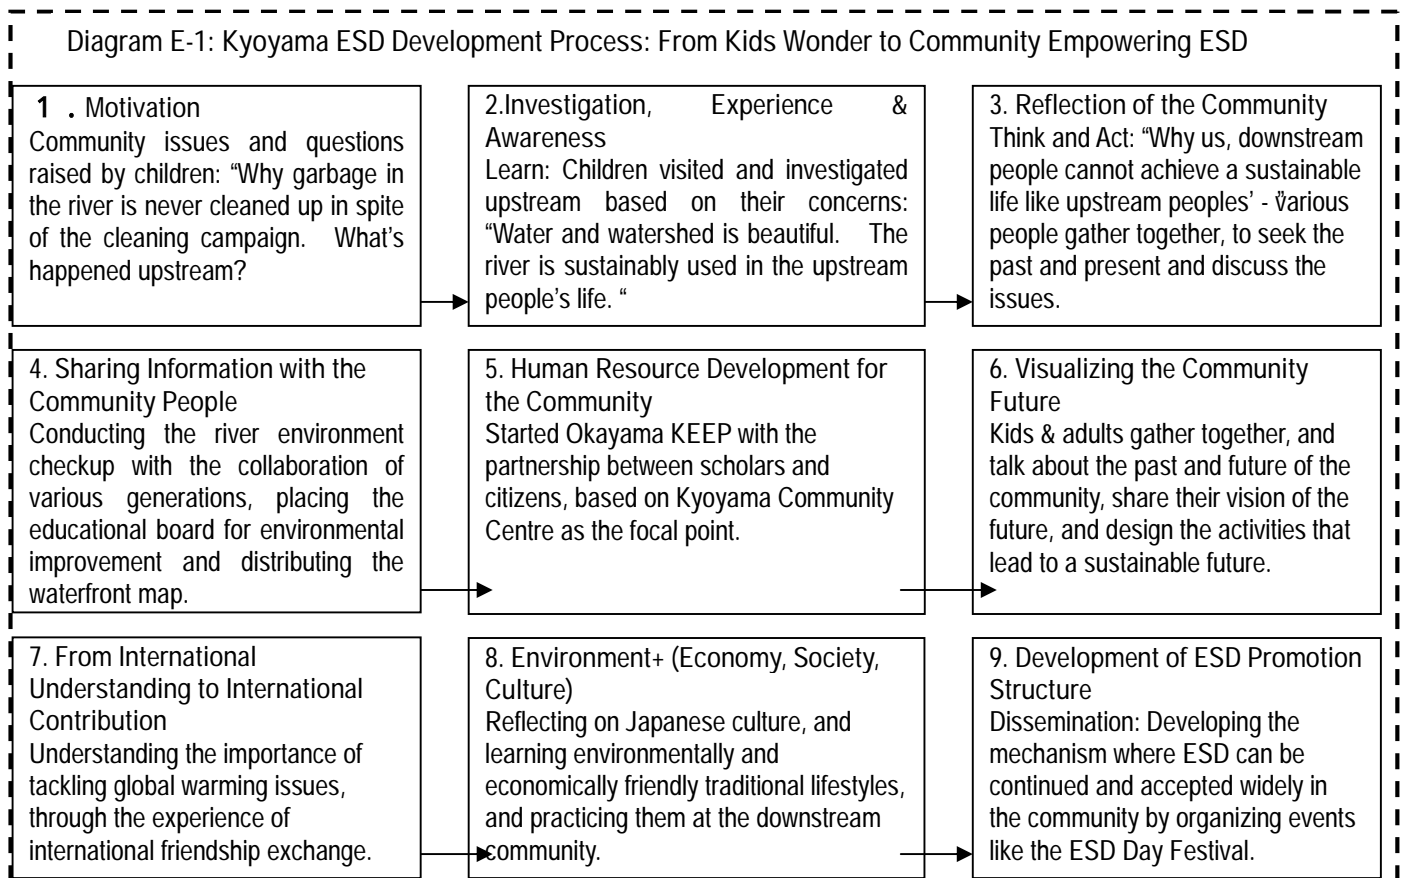 Diagram E-1: Kyoyama ESD Development Process: From Kids Wonder to Community Empowering ESD
1 . Motivation
Community issues and questions
raised by children: “Why garbage in
the river is never cleaned up in spite
of the cleaning campaign. What’s
happened upstream?
2.Investigation, Experience &
Awareness
Learn: Children visited and investigated
upstream based on their concerns:
“Water and watershed is beautiful. The
river is sustainably used in the upstream
people’s life. “
3. Reflection of the Community
Think and Act: “Why us, downstream
people cannot achieve a sustainable
life like upstream peoples’ - ”various
people gather together, to seek the
past and present and discuss the
issues.
4. Sharing Information with the
Community People
Conducting the river environment
checkup with the collaboration of
various generations, placing the
educational board for environmental
improvement and distributing the
waterfront map.
5. Human Resource Development for
the Community
Started Okayama KEEP with the
partnership between scholars and
citizens, based on Kyoyama Community
Centre as the focal point.
6. Visualizing the Community
Future
Kids & adults gather together, and
talk about the past and future of the
community, share their vision of the
future, and design the activities that
lead to a sustainable future.
7. From International
Understanding to International
Contribution
Understanding the importance of
tackling global warming issues,
through the experience of
international friendship exchange.
8. Environment+ (Economy, Society,
Culture)
Reflecting on Japanese culture, and
learning environmentally and
economically friendly traditional lifestyles,
and practicing them at the downstream
community.
9. Development of ESD Promotion
Structure
Dissemination: Developing the
mechanism where ESD can be
continued and accepted widely in
the community by organizing events
like the ESD Day Festival.